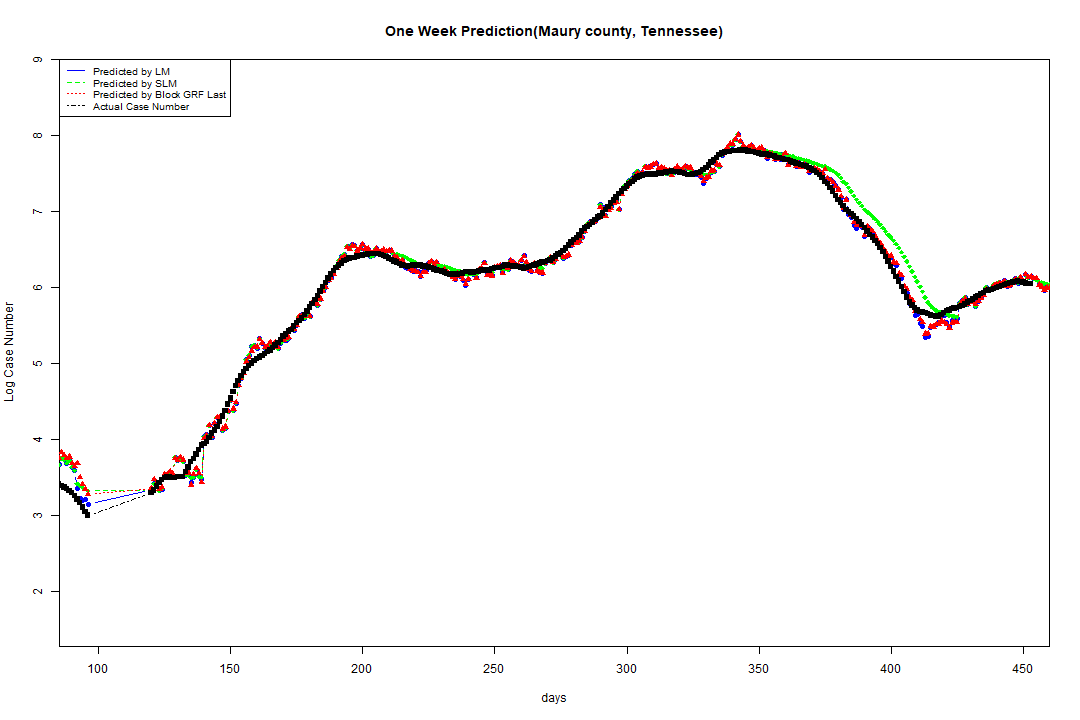 One Week Prediction(Maury county, Tennessee)
Predicted by LM
Predicted by SLM
Predicted by Block GRF Last
Actual Case Number
Log Case Number
9
8
7
6
5
4
3
2
100 150 200 250 300 350 400 450
days